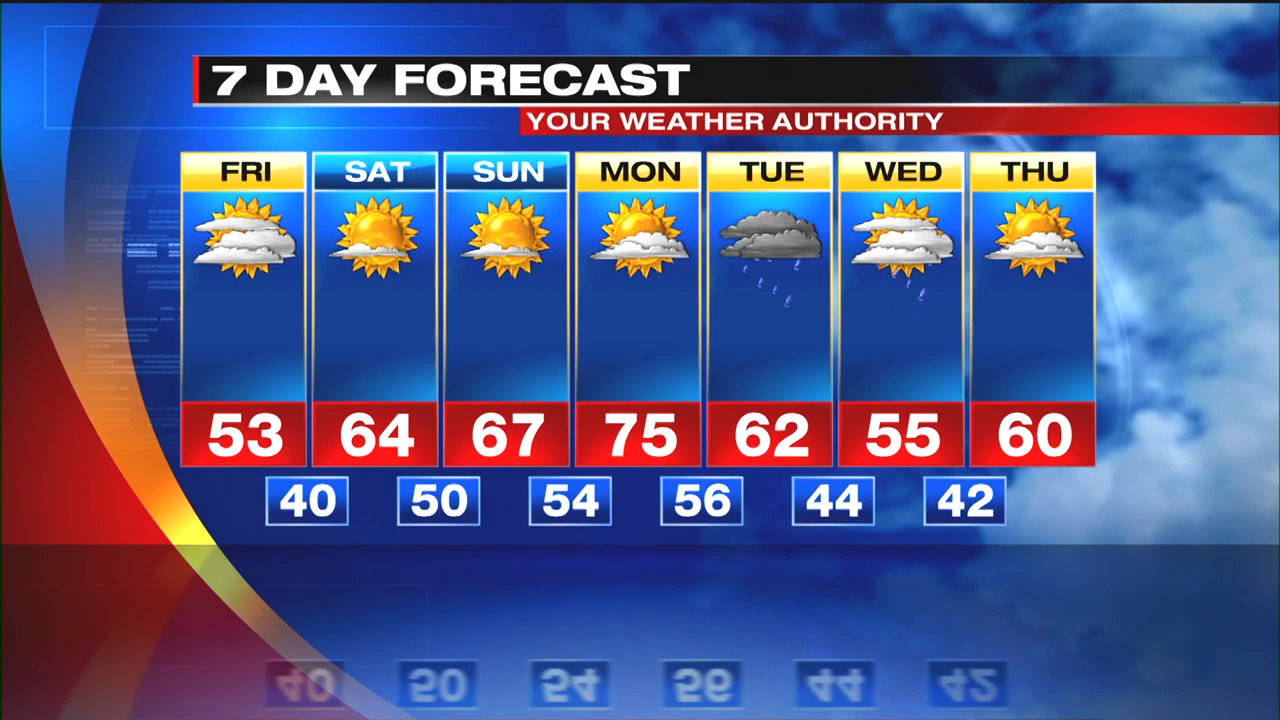 7 DAY FORECAST
YOUR WEATHER AUTHORITY
FRI SAT SUN MON TUE WED THU
53 64 67 75 62 55 60
40 50 54 56 44 42